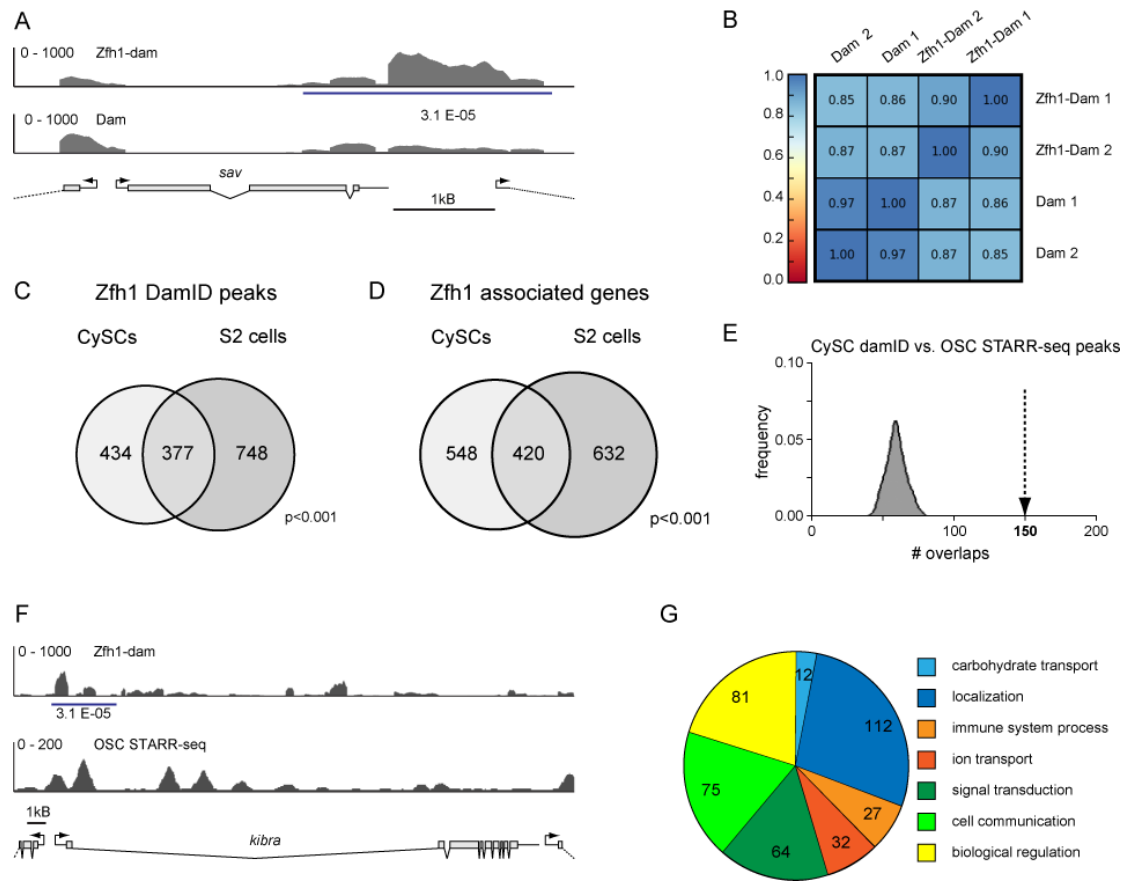 A
0 - 1000 Zfh1-dam
3.1 E-05
0 - 1000 Dam
sav
1kB
B
Dam 2 Dam 1 Zfh1-Dam 2 Zfh1-Dam 1
1.0
0.8
0.6
0.4
0.2
0.0
0.85 0.86 0.90 1.00 Zfh1-Dam 1
0.87 0.87 1.00 0.90 Zfh1-Dam 2
0.97 1.00 0.87 0.86 Dam 1
1.00 0.97 0.87 0.85 Dam 2
C Zfh1 DamID peaks
CySCs S2 cells
434 377 748
p<0.001
D Zfh1 associated genes
CySCs S2 cells
548 420 632
p<0.001
E
CySC damID vs. OSC STARR-seq peaks
0.10
0.05
0.00
frequency
0 100 150 200
# overlaps
F
0 - 1000 Zfh1-dam
3.1 E-05
0 - 200 OSC STARR-seq
1kB
kibra
G
12
112
27
32
64
75
81
carbohydrate transport
localization
immune system process
ion transport
signal transduction
cell communication
biological regulation